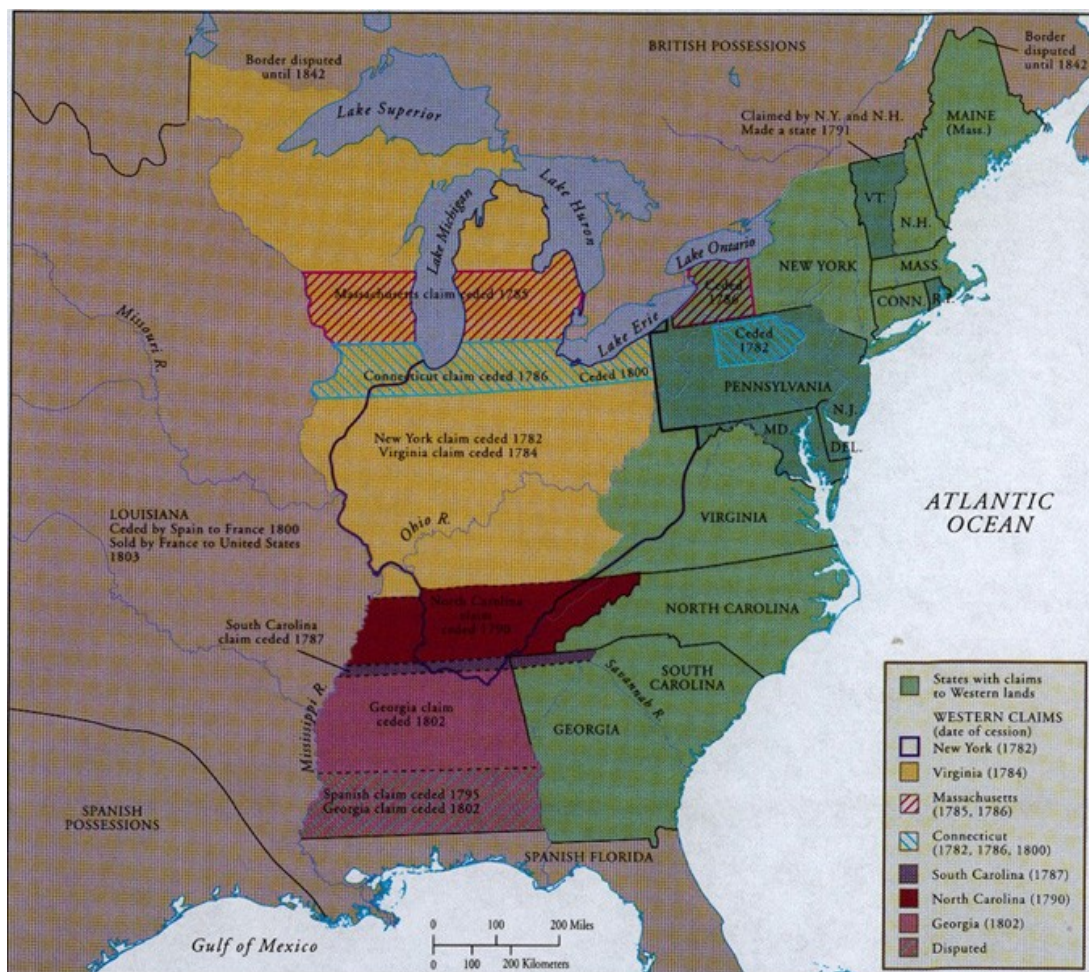 Border disputed
until 1842
BRITISH POSSESSIONS
Border
disputed
until 1842
Lake Superior
Claimed by N.Y. and N.H.
Made a state 1791
MAINE
(Mass.)
Lake Michigan
Lake Huron
VT.
N.H.
Lake Ontario
NEW YORK
MASS.
Massachusetts claim ceded 1785
Ceded
1786
CONN.
R.I.
Lake Erie
Missouri R.
Ceded
1782
Connecticut claim ceded 1786
Ceded 1800
PENNSYLVANIA
N.J.
MD.
DEL.
New York claim ceded 1782
Virginia claim ceded 1784
ATLANTIC
OCEAN
LOUISIANA
Ceded by Spain to France 1800
Sold by France to United States
1803
Ohio R.
VIRGINIA
North Carolina
claim
ceded 1790
NORTH CAROLINA
South Carolina
claim ceded 1787
SOUTH
CAROLINA
Savannah R.
Mississippi R.
Georgia claim
ceded 1802
GEORGIA
Spanish claim ceded 1795
Georgia claim ceded 1802
SPANISH
POSSESSIONS
SPANISH FLORIDA
Gulf of Mexico
0 100 200 Miles
0 100 200 Kilometers
States with claims
to Western lands
WESTERN CLAIMS
(date of cession)
New York (1782)
Virginia (1784)
Massachusetts
(1785, 1786)
Connecticut
(1782, 1786, 1800)
South Carolina (1787)
North Carolina (1790)
Georgia (1802)
Disputed